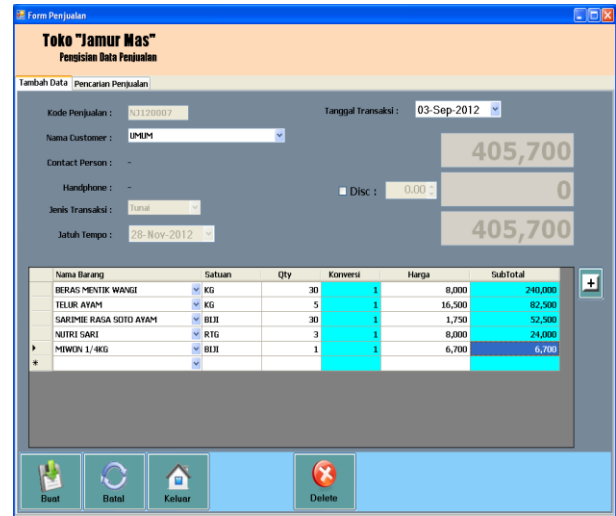 Form Penjualan
Toko "Jamur Mas"
Pengisian Data Penjualan
Tambah Data Pencarian Penjualan
Kode Penjualan : NJ120007 Tanggal Transaksi : 03-Sep-2012
Nama Customer : UMUM 405,700
Contact Person : -
Handphone : - Disc : 0.00 0
Jenis Transaksi : Tunai
Jatuh Tempo : 28-Nov-2012 405,700
Nama Barang Satuan Qty Konversi Harga SubTotal
BERAS MENTIK WANGI KG 30 1 8,000 240,000
TELUR AYAM KG 5 1 16,500 82,500
SARIMIE RASA SOTO AYAM BIJI 30 1 1,750 52,500
NUTRI SARI RTG 3 1 8,000 24,000
MIWON 1/4KG BIJI 1 1 6,700 6,700
Buat Batal Keluar Delete